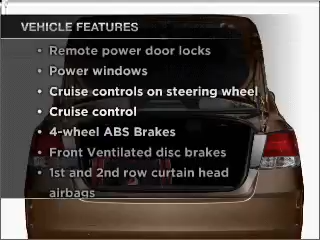 VEHICLE FEATURES
• Remote power door locks
• Power windows
• Cruise controls on steering wheel
• Cruise control
• 4-wheel ABS Brakes
• Front Ventilated disc brakes
• 1st and 2nd row curtain head
airbags